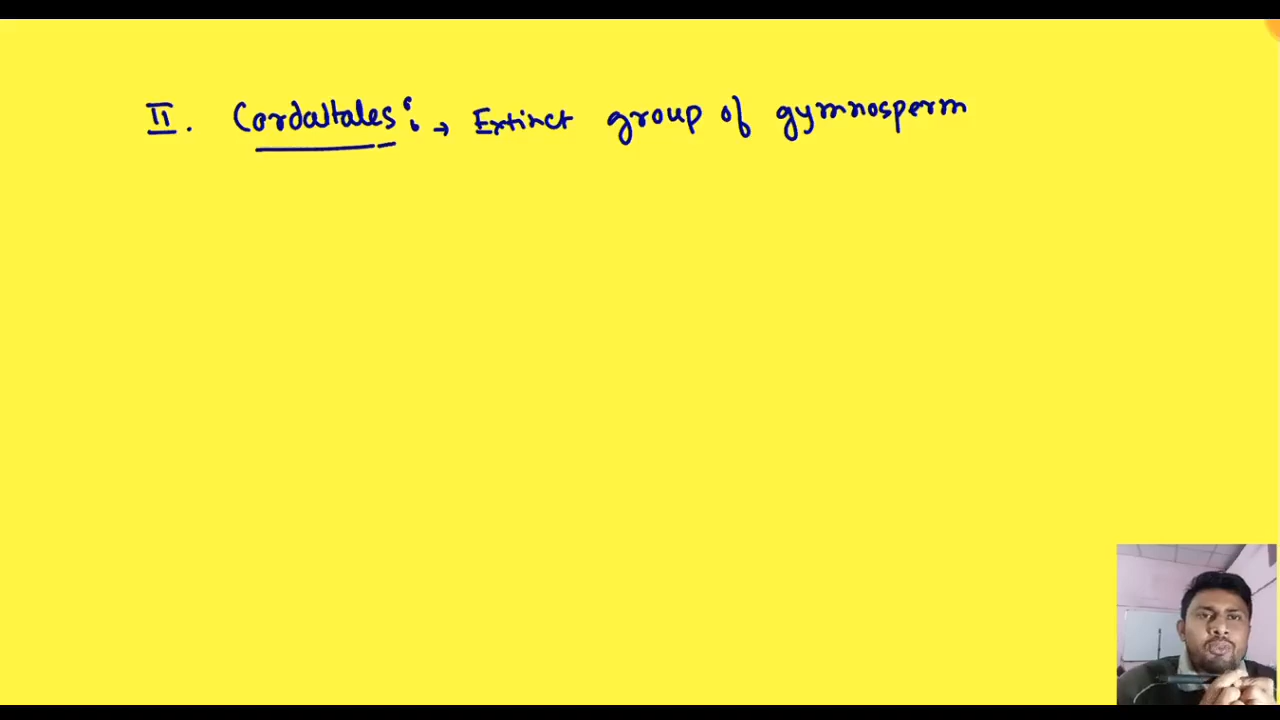 II. Cordaitales: → Extinct group of gymnosperm